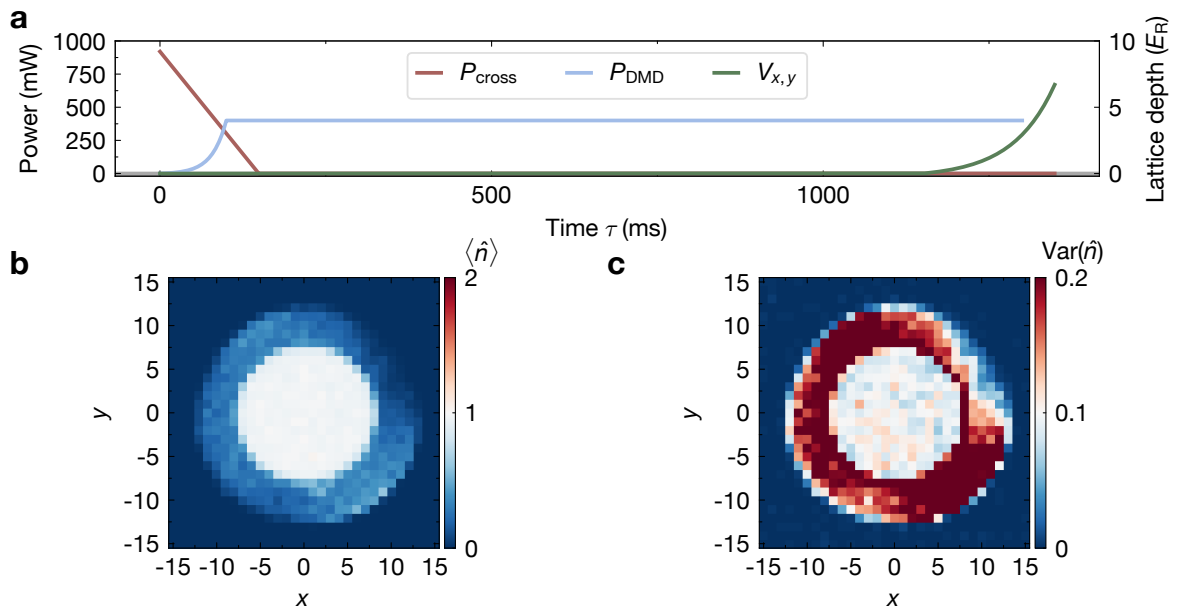 a
Power (mW)
1000
750
500
250
0
P_cross
P_DMD
V_x, y
10
5
0
Lattice depth (E_R)
0
500
1000
Time τ (ms)
b
⟨n̂⟩
15
10
5
0
-5
-10
-15
y
-15 -10 -5 0 5 10 15
x
2
1
0
c
Var(n̂)
15
10
5
0
-5
-10
-15
y
-15 -10 -5 0 5 10 15
x
0.2
0.1
0